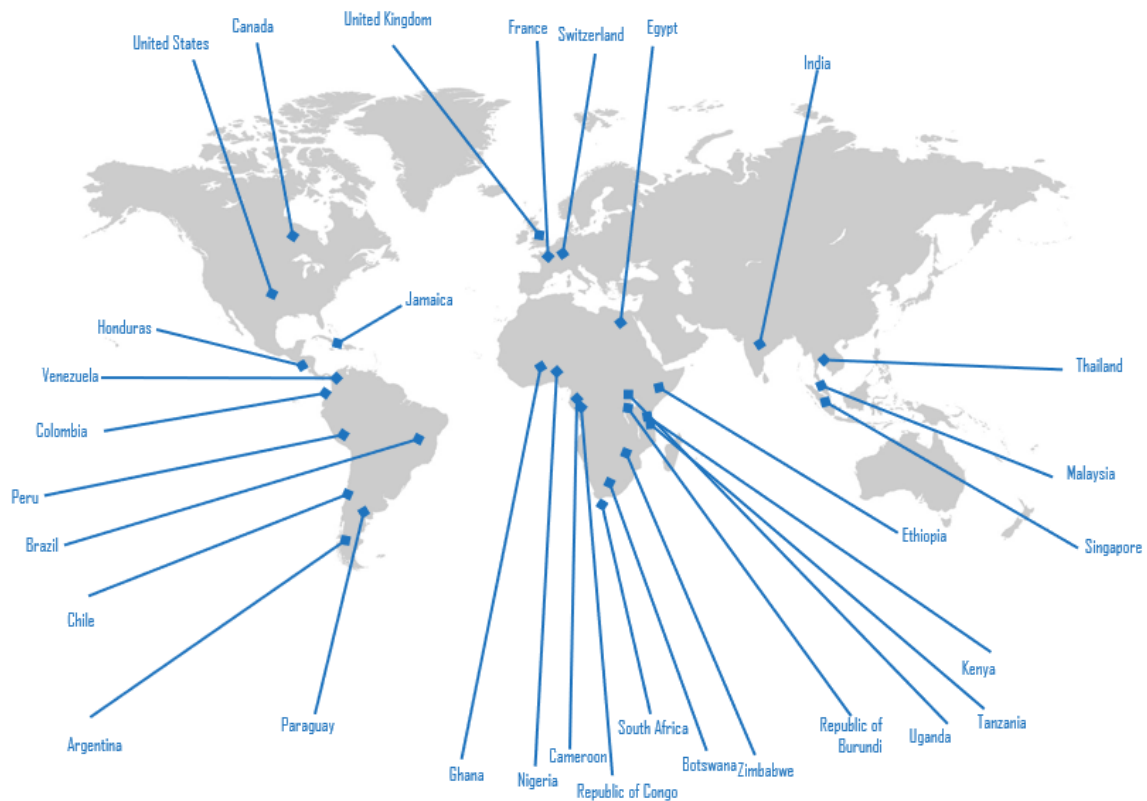 United Kingdom
Canada
France
Egypt
Switzerland
United States
India
Jamaica
Honduras
Thailand
Venezuela
Colombia
Malaysia
Peru
Ethiopia
Brazil
Singapore
Chile
Kenya
Tanzania
Paraguay
South Africa
Republic of
Burundi
Uganda
Argentina
Cameroon
Botswana
Zimbabwe
Ghana
Nigeria
Republic of Congo